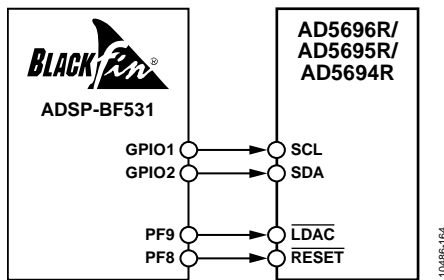 BLACKfin®
ADSP-BF531
AD5696R/
AD5695R/
AD5694R
GPIO1
SCL
GPIO2
SDA
PF9
LDAC
PF8
RESET
10486-164